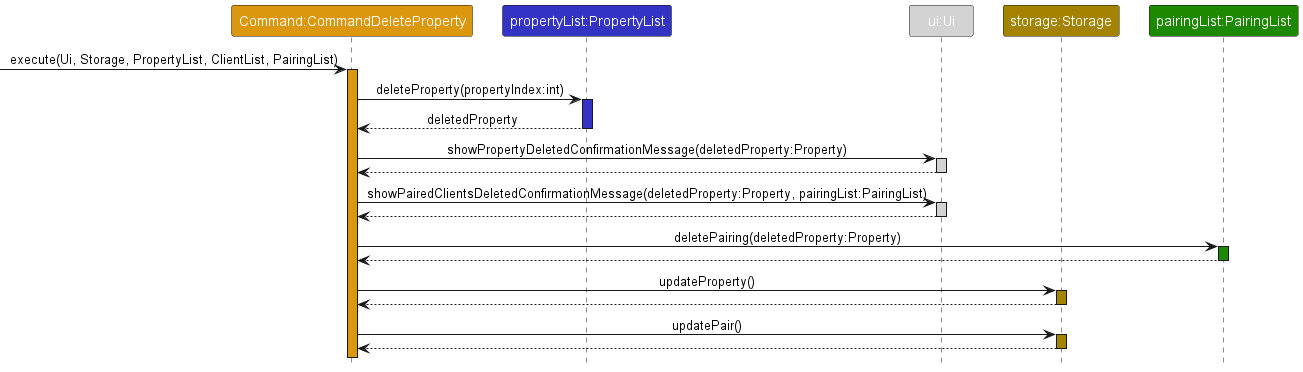 Command:CommandDeleteProperty
propertyList:PropertyList
ui:Ui
storage:Storage
pairingList:PairingList
execute(Ui, Storage, PropertyList, ClientList, PairingList)
deleteProperty(propertyIndex:int)
deletedProperty
showPropertyDeletedConfirmationMessage(deletedProperty:Property)
showPairedClientsDeletedConfirmationMessage(deletedProperty:Property, pairingList:PairingList)
deletePairing(deletedProperty:Property)
updateProperty()
updatePair()